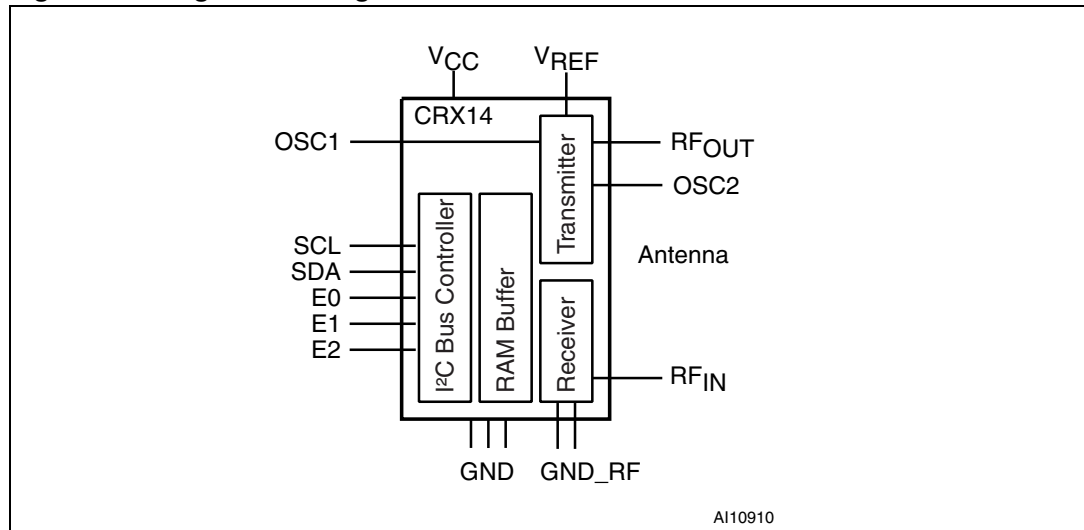 VCC
VREF
CRX14
OSC1
Transmitter
RFOUT
OSC2
I²C Bus Controller
RAM Buffer
SCL
SDA
E0
E1
E2
Antenna
Receiver
RFIN
GND
GND_RF
AI10910